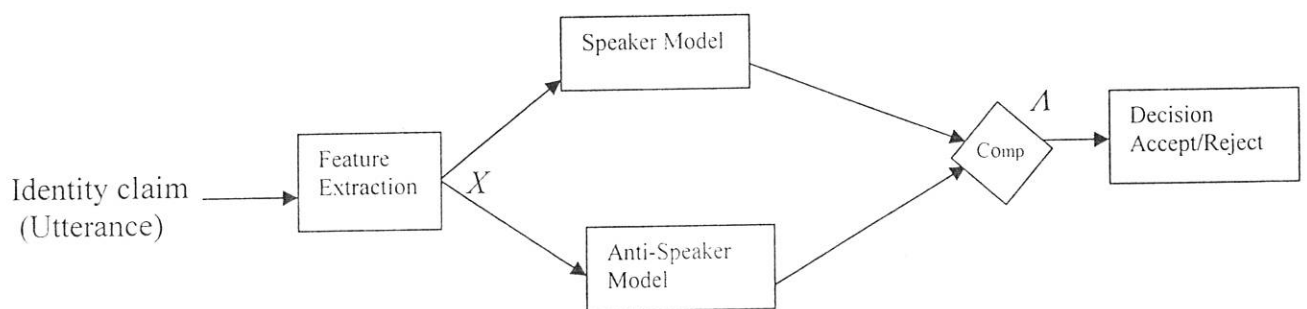 Identity claim
(Utterance)
Feature
Extraction
X
Speaker Model
Anti-Speaker
Model
Comp
Λ
Decision
Accept/Reject